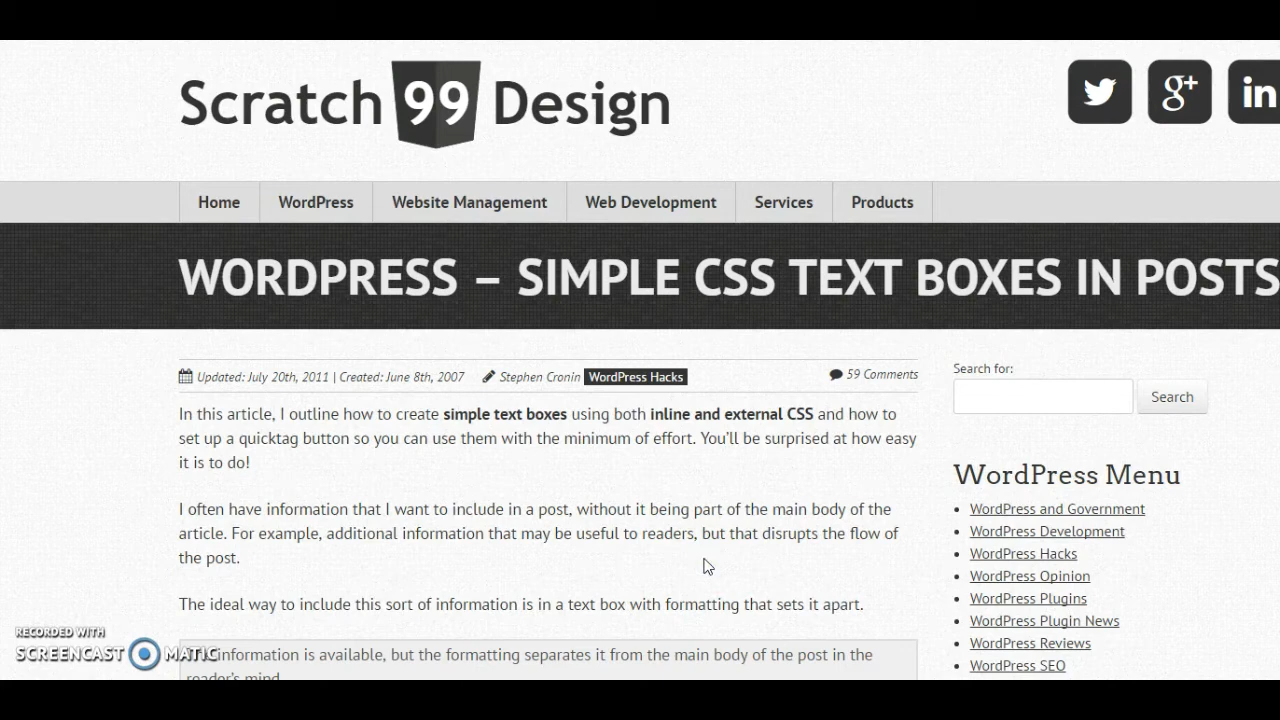 Scratch 99 Design
g+
in
Home WordPress Website Management Web Development Services Products
WORDPRESS – SIMPLE CSS TEXT BOXES IN POSTS
Updated: July 20th, 2011 | Created: June 8th, 2007 Stephen Cronin WordPress Hacks 59 Comments
In this article, I outline how to create simple text boxes using both inline and external CSS and how to
set up a quicktag button so you can use them with the minimum of effort. You'll be surprised at how easy
it is to do!
I often have information that I want to include in a post, without it being part of the main body of the
article. For example, additional information that may be useful to readers, but that disrupts the flow of
the post.
The ideal way to include this sort of information is in a text box with formatting that sets it apart.
information is available, but the formatting separates it from the main body of the post in the
reader's mind
Search for:
Search
WordPress Menu
WordPress and Government
WordPress Development
WordPress Hacks
WordPress Opinion
WordPress Plugins
WordPress Plugin News
WordPress Reviews
WordPress SEO
RECORDED WITH
SCREENCAST MATIC